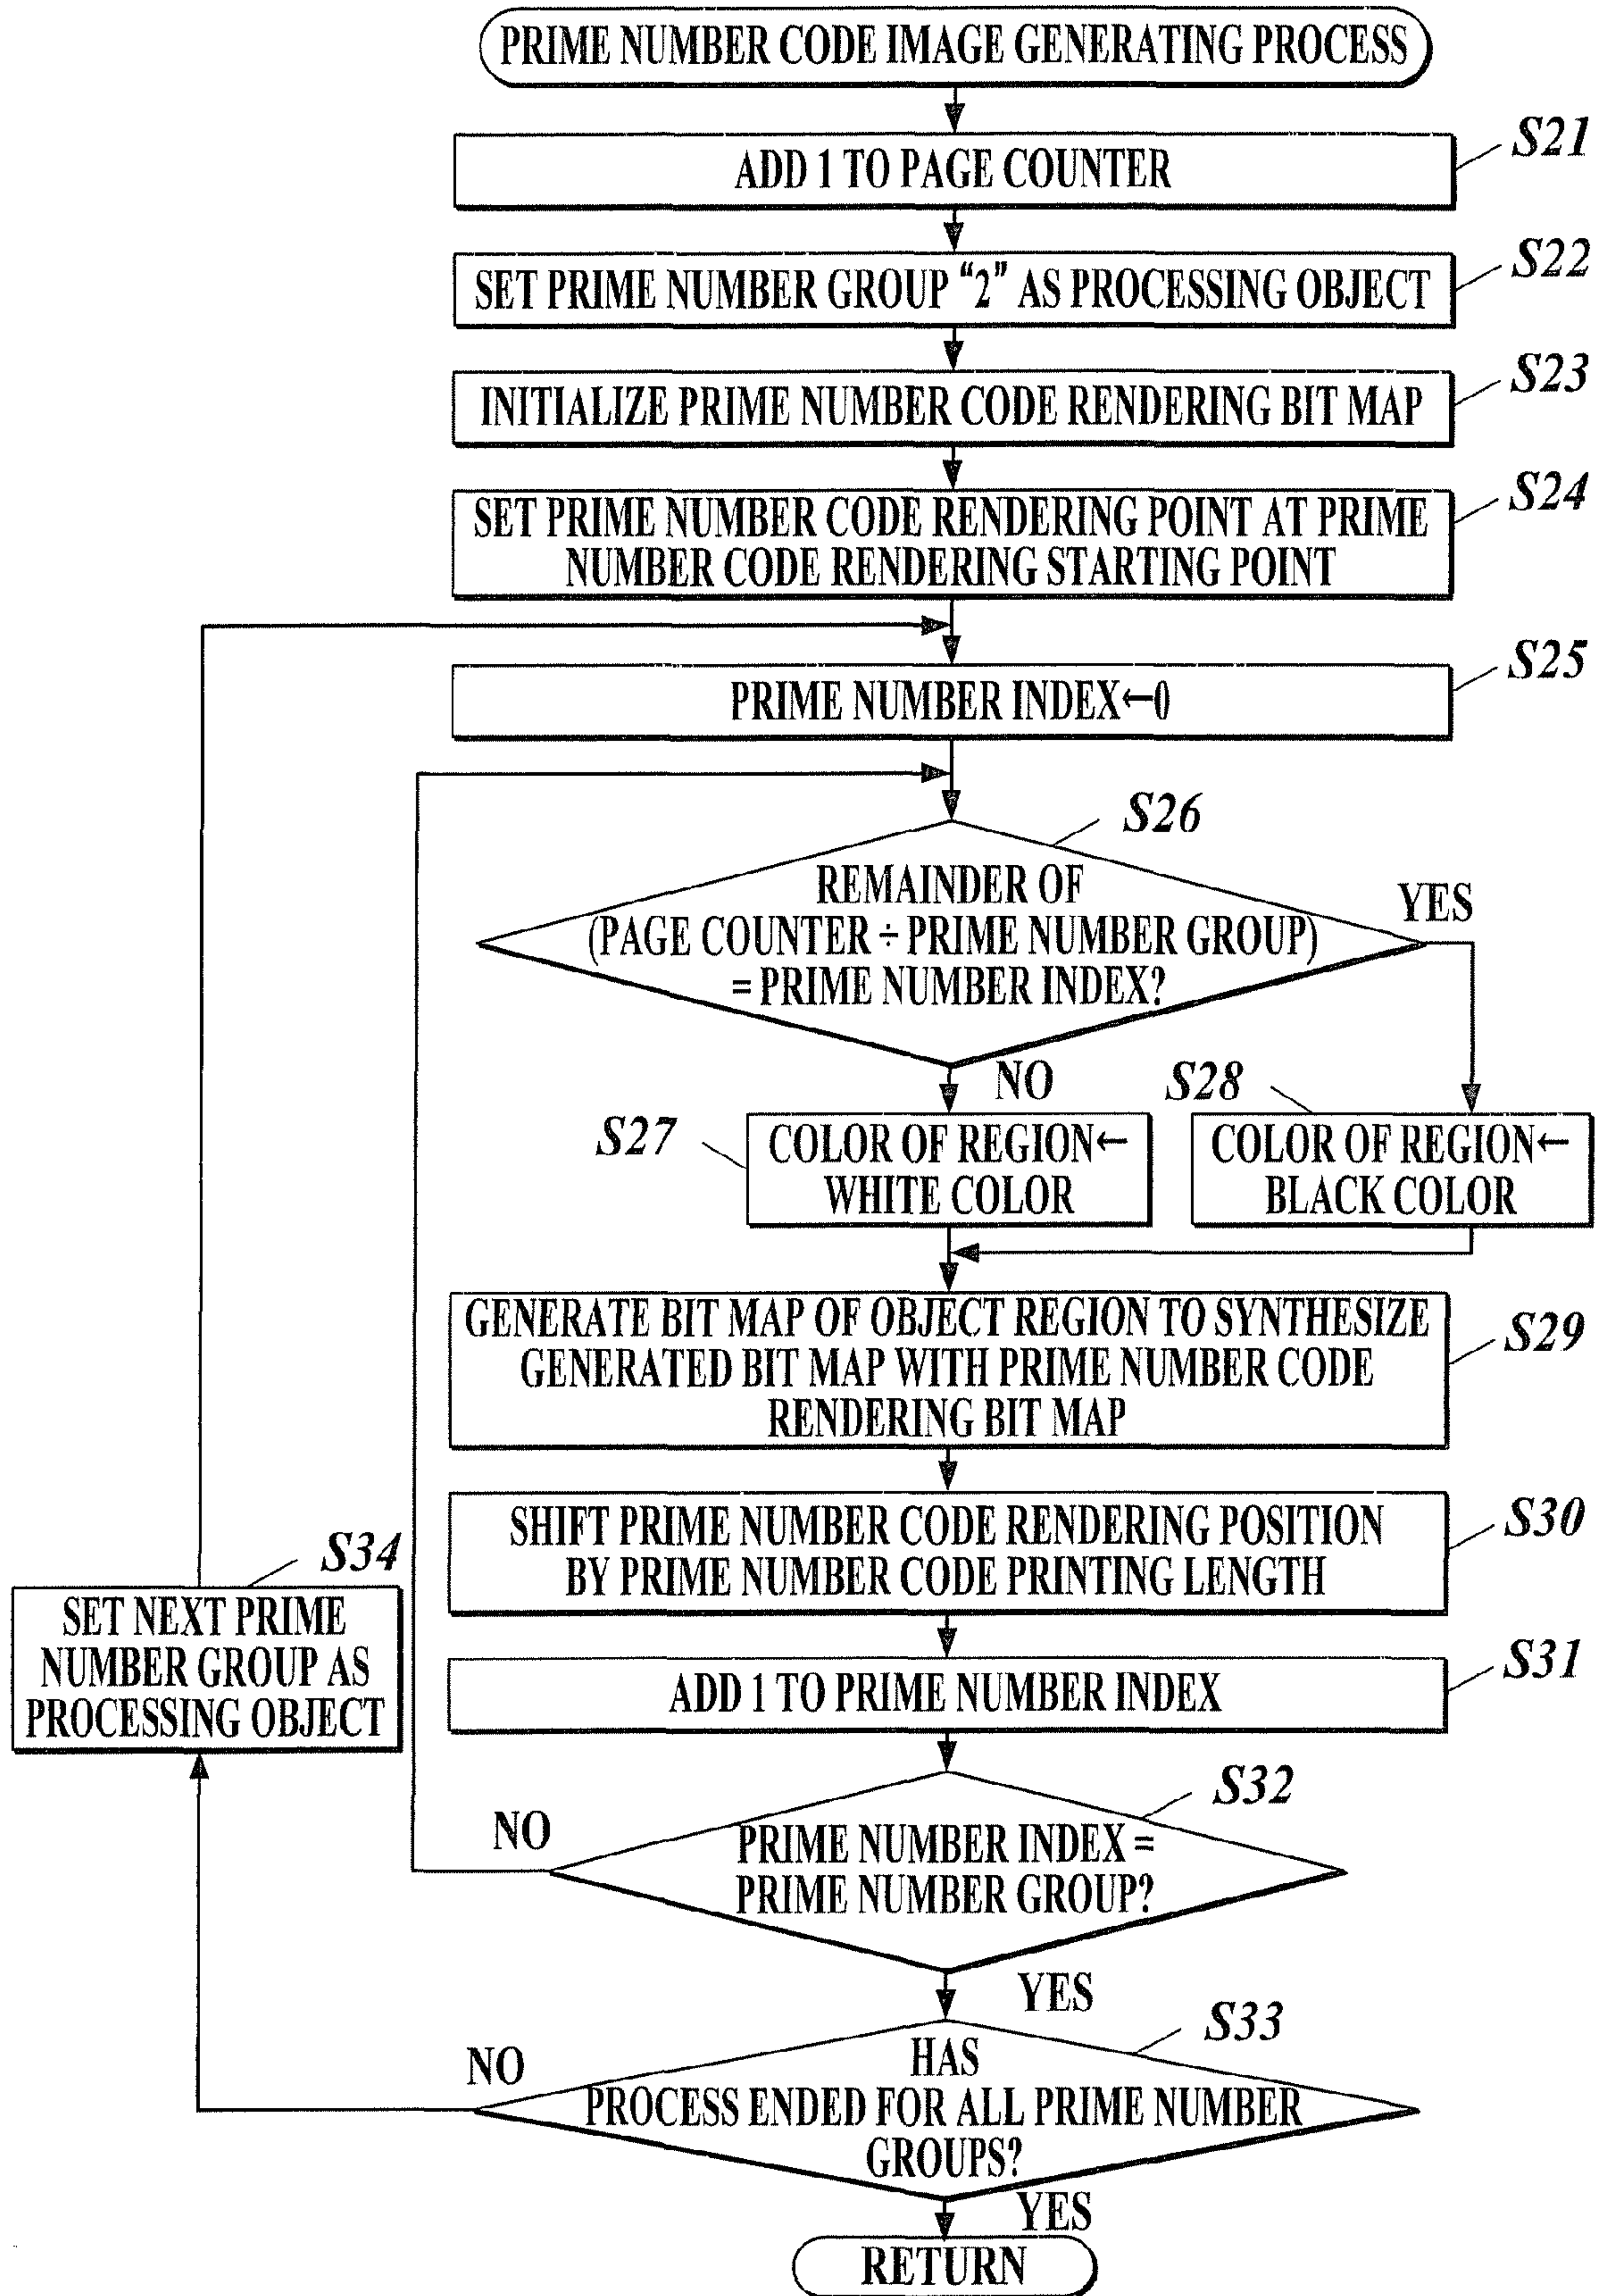 PRIME NUMBER CODE IMAGE GENERATING PROCESS
S21
ADD 1 TO PAGE COUNTER
S22
SET PRIME NUMBER GROUP “2” AS PROCESSING OBJECT
S23
INITIALIZE PRIME NUMBER CODE RENDERING BIT MAP
S24
SET PRIME NUMBER CODE RENDERING POINT AT PRIME
NUMBER CODE RENDERING STARTING POINT
S25
PRIME NUMBER INDEX←0
S26
REMAINDER OF
(PAGE COUNTER ÷ PRIME NUMBER GROUP)
= PRIME NUMBER INDEX?
YES
NO
S27
COLOR OF REGION←
WHITE COLOR
S28
COLOR OF REGION←
BLACK COLOR
S29
GENERATE BIT MAP OF OBJECT REGION TO SYNTHESIZE
GENERATED BIT MAP WITH PRIME NUMBER CODE
RENDERING BIT MAP
S30
SHIFT PRIME NUMBER CODE RENDERING POSITION
BY PRIME NUMBER CODE PRINTING LENGTH
S34
SET NEXT PRIME
NUMBER GROUP AS
PROCESSING OBJECT
S31
ADD 1 TO PRIME NUMBER INDEX
S32
NO
PRIME NUMBER INDEX =
PRIME NUMBER GROUP?
YES
S33
NO
HAS
PROCESS ENDED FOR ALL PRIME NUMBER
GROUPS?
YES
RETURN